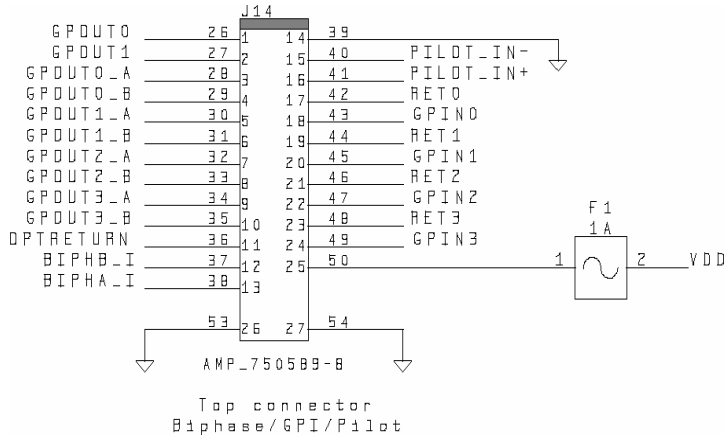 J14
GPOUT0 26 1 14 39
GPOUT1 27 2 15 40 PILOT_IN-
GPOUT0_A 28 3 16 41 PILOT_IN+
GPOUT0_B 29 4 17 42 RET0
GPOUT1_A 30 5 18 43 GPIN0
GPOUT1_B 31 6 19 44 RET1
GPOUT2_A 32 7 20 45 GPIN1
GPOUT2_B 33 8 21 46 RET2
GPOUT3_A 34 9 22 47 GPIN2
GPOUT3_B 35 10 23 48 RET3
OPTRETURN 36 11 24 49 GPIN3
BIPHB_I 37 12 25 50
BIPHA_I 38 13
F1
1A
1 2 VDD
53 26 27 54
AMP_750589-8
Top connector
Biphase/GPI/Pilot